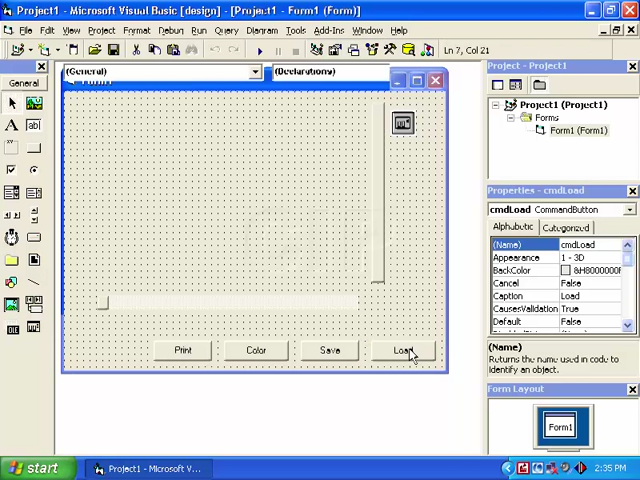 Project1 - Microsoft Visual Basic [design] - [Project1 - Form1 (Form)]
File Edit View Project Format Debug Run Query Diagram Tools Add-Ins Window Help
Ln 7, Col 21
General
(General) (Declarations)
Form1
Print Color Save Load
Project - Project1
Project1 (Project1)
Forms
Form1 (Form1)
Properties - cmdLoad
cmdLoad CommandButton
Alphabetic Categorized
(Name) cmdLoad
Appearance 1 - 3D
BackColor &H8000000F
Cancel False
Caption Load
CausesValidation True
Default False
(Name)
Returns the name used in code to
identify an object.
Form Layout
Form1
start Project1 - Microsoft V... 2:35 PM